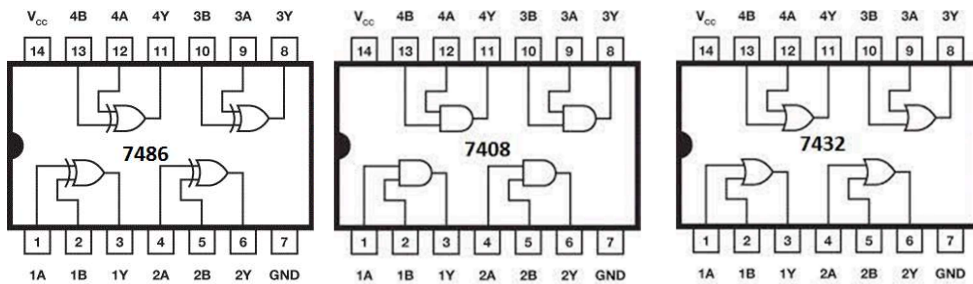 V_CC 4B 4A 4Y 3B 3A 3Y V_CC 4B 4A 4Y 3B 3A 3Y V_CC 4B 4A 4Y 3B 3A 3Y
14 13 12 11 10 9 8 14 13 12 11 10 9 8 14 13 12 11 10 9 8
7486 7408 7432
1 2 3 4 5 6 7 1 2 3 4 5 6 7 1 2 3 4 5 6 7
1A 1B 1Y 2A 2B 2Y GND 1A 1B 1Y 2A 2B 2Y GND 1A 1B 1Y 2A 2B 2Y GND